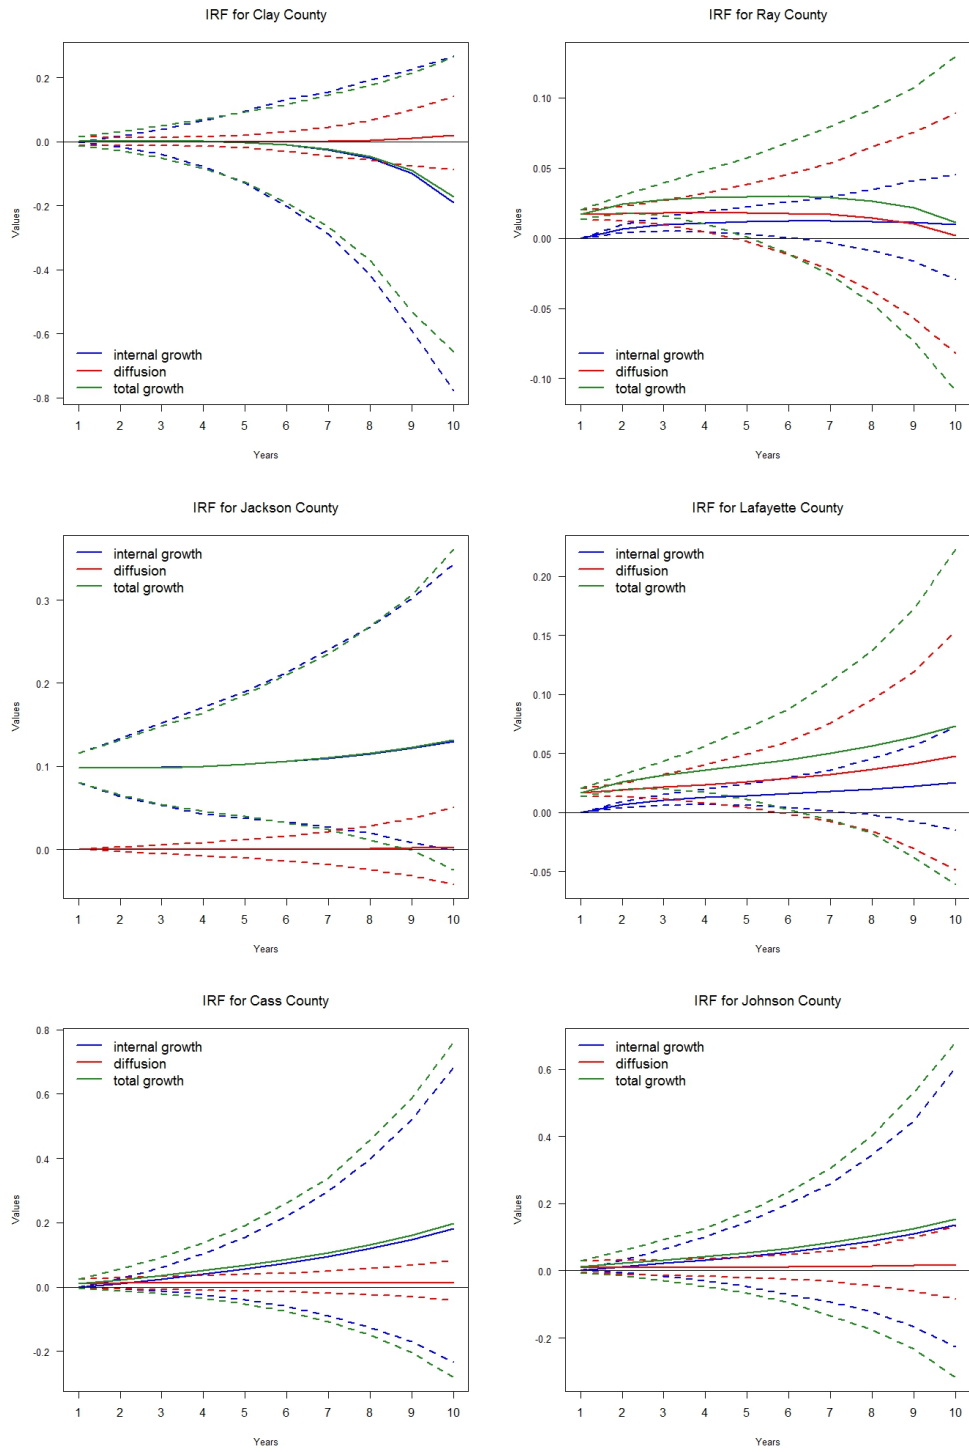 IRF for Clay County
Values
0.2
0.0
-0.2
-0.4
-0.6
-0.8
internal growth
diffusion
total growth
1 2 3 4 5 6 7 8 9 10
Years
IRF for Ray County
Values
0.10
0.05
0.00
-0.05
-0.10
internal growth
diffusion
total growth
1 2 3 4 5 6 7 8 9 10
Years
IRF for Jackson County
Values
0.3
0.2
0.1
0.0
internal growth
diffusion
total growth
1 2 3 4 5 6 7 8 9 10
Years
IRF for Lafayette County
Values
0.20
0.15
0.10
0.05
0.00
-0.05
internal growth
diffusion
total growth
1 2 3 4 5 6 7 8 9 10
Years
IRF for Cass County
Values
0.8
0.6
0.4
0.2
0.0
-0.2
internal growth
diffusion
total growth
1 2 3 4 5 6 7 8 9 10
Years
IRF for Johnson County
Values
0.6
0.4
0.2
0.0
-0.2
internal growth
diffusion
total growth
1 2 3 4 5 6 7 8 9 10
Years